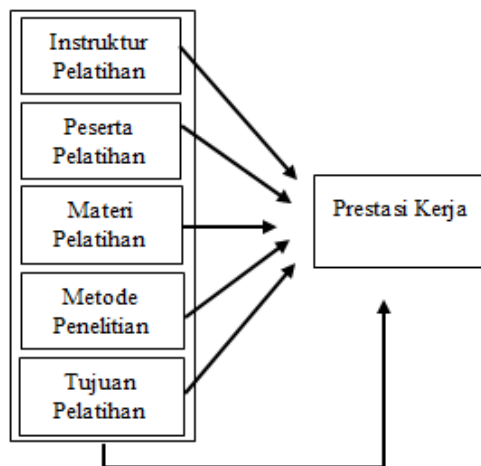 Instruktur
Pelatihan
Peserta
Pelatihan
Materi
Pelatihan
Metode
Penelitian
Tujuan
Pelatihan
Prestasi Kerja